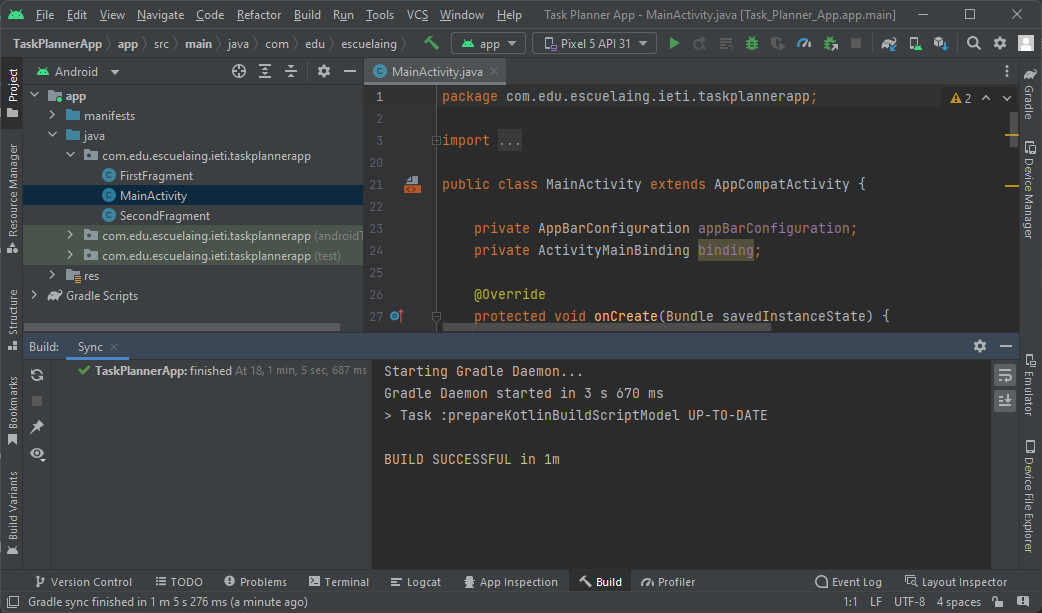 File Edit View Navigate Code Refactor Build Run Tools VCS Window Help Task Planner App - MainActivity.java [Task_Planner_App.app.main]
TaskPlannerApp app src main java com edu escuelaing app Pixel 5 API 31
Project
Resource Manager
Structure
Bookmarks
Build Variants
Android
app
manifests
java
com.edu.escuelaing.ieti.taskplannerapp
FirstFragment
MainActivity
SecondFragment
com.edu.escuelaing.ieti.taskplannerapp (androidT
com.edu.escuelaing.ieti.taskplannerapp (test)
res
Gradle Scripts
MainActivity.java
2
1 package com.edu.escuelaing.ieti.taskplannerapp;
2
3 import ...
20
21 public class MainActivity extends AppCompatActivity {
22
23 private AppBarConfiguration appBarConfiguration;
24 private ActivityMainBinding binding;
25
26 @Override
27 protected void onCreate(Bundle savedInstanceState) {
Gradle
Device Manager
Emulator
Device File Explorer
Build: Sync
TaskPlannerApp: finished At 18, 1 min, 5 sec, 687 ms
Starting Gradle Daemon...
Gradle Daemon started in 3 s 670 ms
> Task :prepareKotlinBuildScriptModel UP-TO-DATE
BUILD SUCCESSFUL in 1m
Version Control TODO Problems Terminal Logcat App Inspection Build Profiler Event Log Layout Inspector
Gradle sync finished in 1 m 5 s 276 ms (a minute ago) 1:1 LF UTF-8 4 spaces